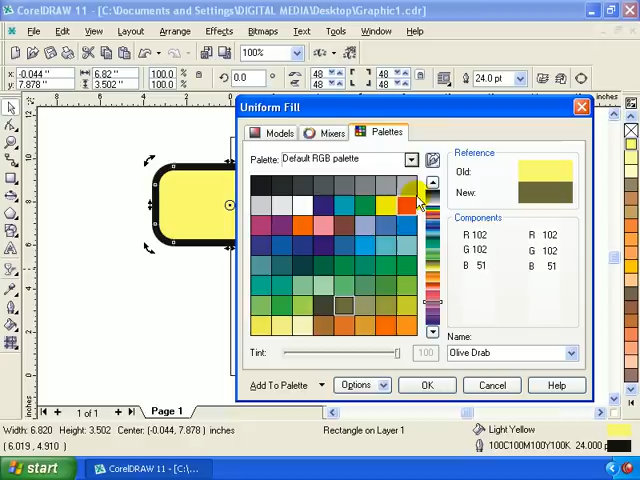 CorelDRAW 11 - [C:\Documents and Settings\DIGITAL MEDIA\Desktop\Graphic1.cdr]
File Edit View Layout Arrange Effects Bitmaps Text Tools Window Help
100%
x: -0.044 " 6.82 " 100.0 0.0 48 48 24.0 pt
y: 7.878 " 3.502 " 100.0 48 48
8 6 4 2 0
inches
Uniform Fill
Models Mixers Palettes
Palette: Default RGB palette
Reference
Old:
New:
Components
R 102 R 102
G 102 G 102
B 51 B 51
Name:
Olive Drab
Tint: 100
Add To Palette Options OK Cancel Help
1 of 1 Page 1
Width: 6.820 Height: 3.502 Center: (-0.044, 7.878 ) inches Rectangle on Layer 1 Light Yellow
( 6.019 , 4.910 ) 100C100M100Y100K 24.000 p
start CorelDRAW 11 - [C:\...